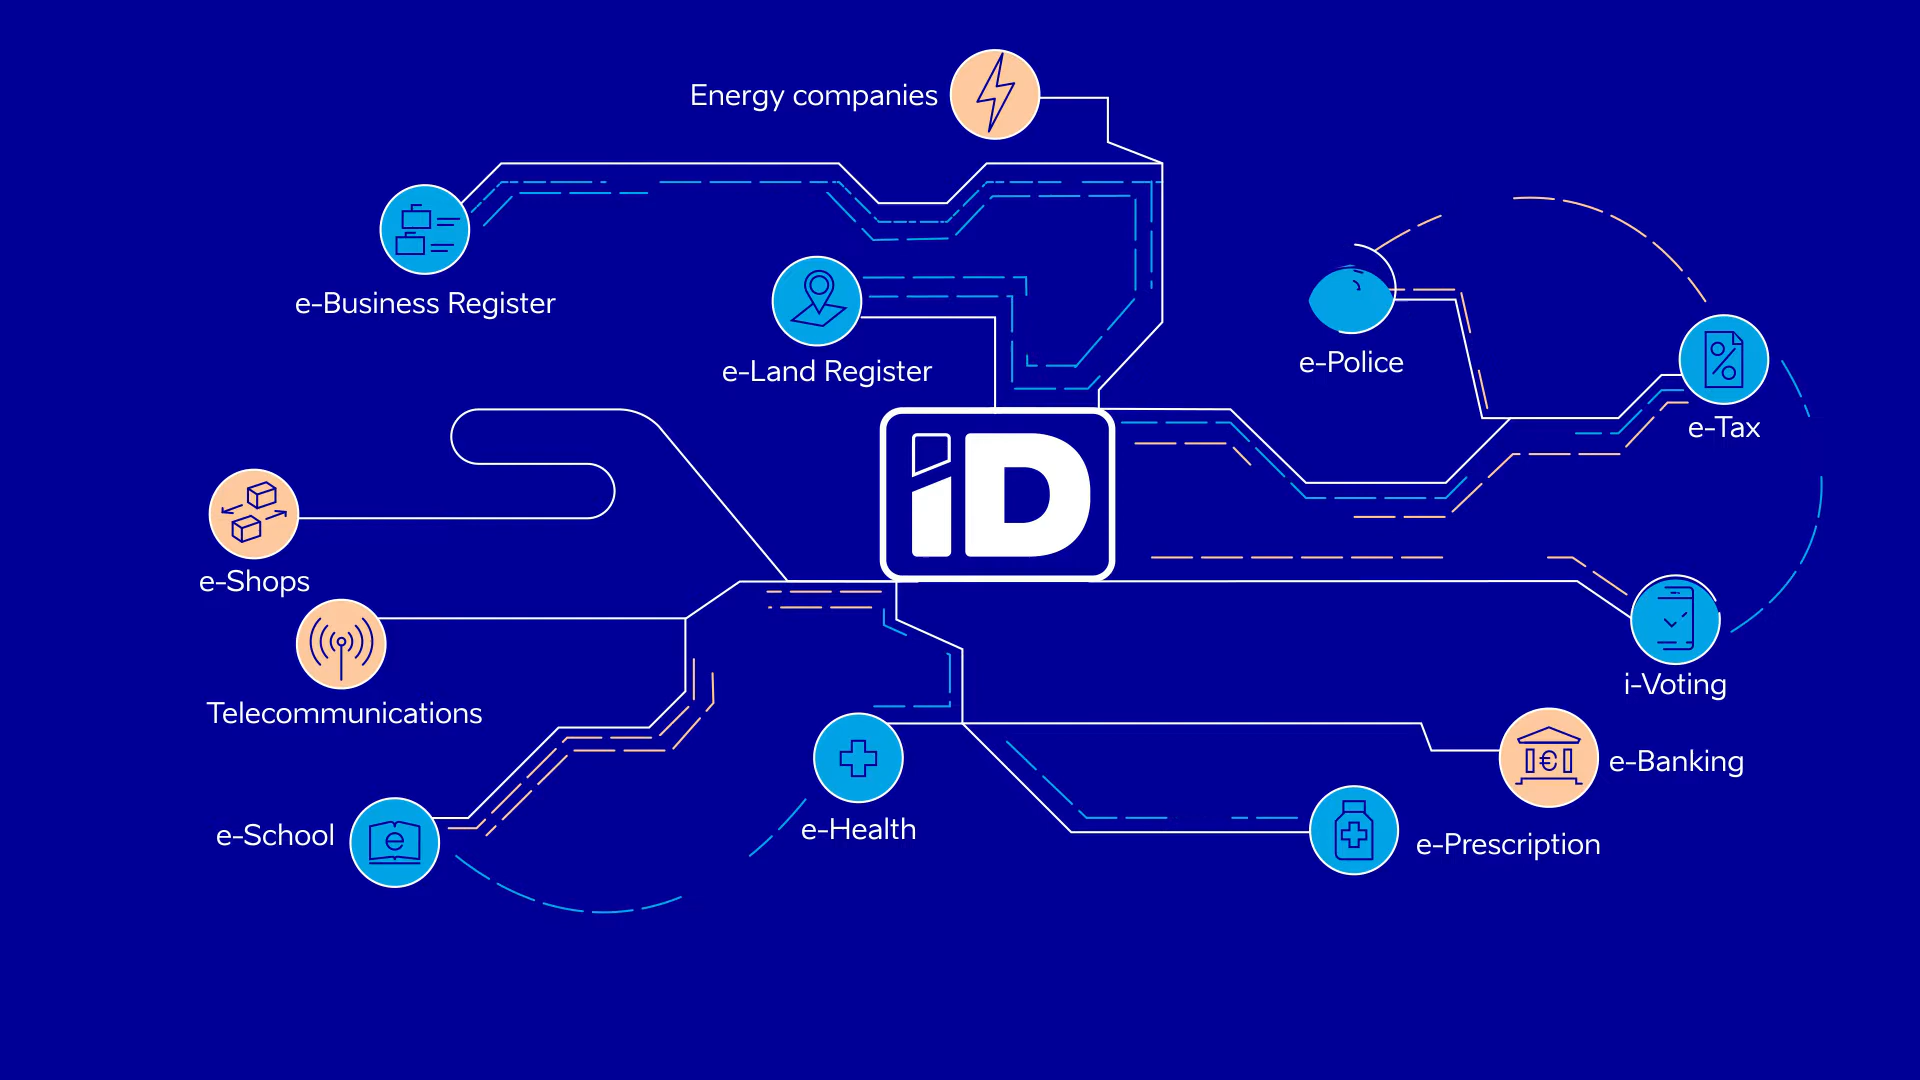 Energy companies
e-Business Register
e-Land Register
e-Police
e-Tax
iD
e-Shops
Telecommunications
i-Voting
e-Banking
e-School
e
e-Health
€
e-Prescription